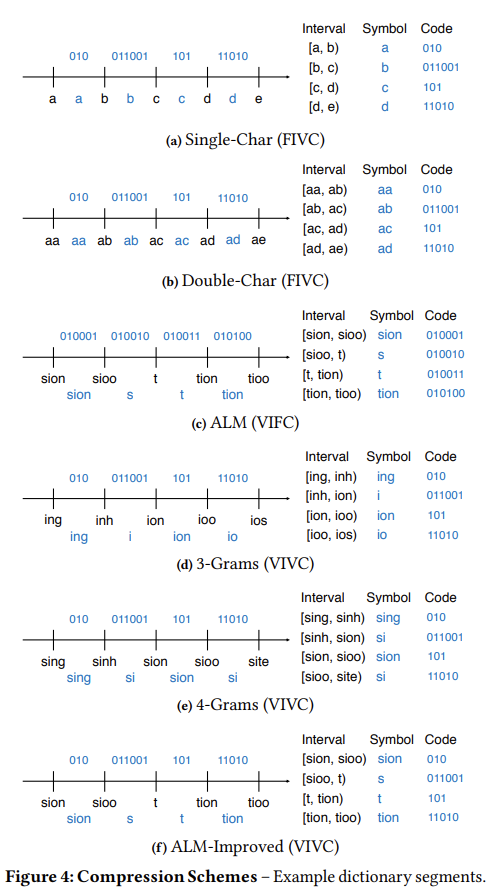 Interval Symbol Code
010 011001 101 11010
[a, b) a 010
[b, c) b 011001
[c, d) c 101
[d, e) d 11010
a a b b c c d d e
(a) Single-Char (FIVC)
Interval Symbol Code
010 011001 101 11010
[aa, ab) aa 010
[ab, ac) ab 011001
[ac, ad) ac 101
[ad, ae) ad 11010
aa aa ab ab ac ac ad ad ae
(b) Double-Char (FIVC)
Interval Symbol Code
010001 010010 010011 010100
[sion, sioo) sion 010001
[sioo, t) s 010010
[t, tion) t 010011
[tion, tioo) tion 010100
sion sioo t tion tioo
sion s t tion
(c) ALM (VIFC)
Interval Symbol Code
010 011001 101 11010
[ing, inh) ing 010
[inh, ion) i 011001
[ion, ioo) ion 101
[ioo, ios) io 11010
ing inh ion ioo ios
ing i ion io
(d) 3-Grams (VIVC)
Interval Symbol Code
010 011001 101 11010
[sing, sinh) sing 010
[sinh, sion) si 011001
[sion, sioo) sion 101
[sioo, site) si 11010
sing sinh sion sioo site
sing si sion si
(e) 4-Grams (VIVC)
Interval Symbol Code
010 011001 101 11010
[sion, sioo) sion 010
[sioo, t) s 011001
[t, tion) t 101
[tion, tioo) tion 11010
sion sioo t tion tioo
sion s t tion
(f) ALM-Improved (VIVC)
Figure 4: Compression Schemes – Example dictionary segments.